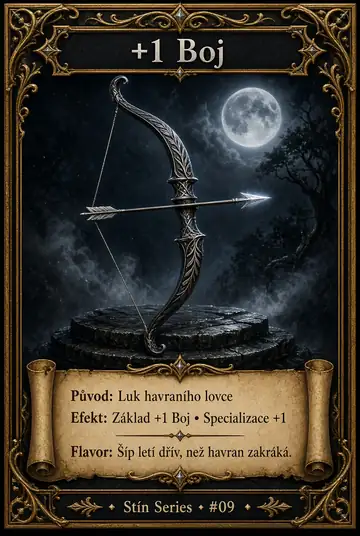 +1 Boj
Původ: Luk havraního lovce
Efekt: Základ +1 Boj • Specializace +1
Flavor: Šíp letí dřív, než havran zakráká.
Stín Series • #09